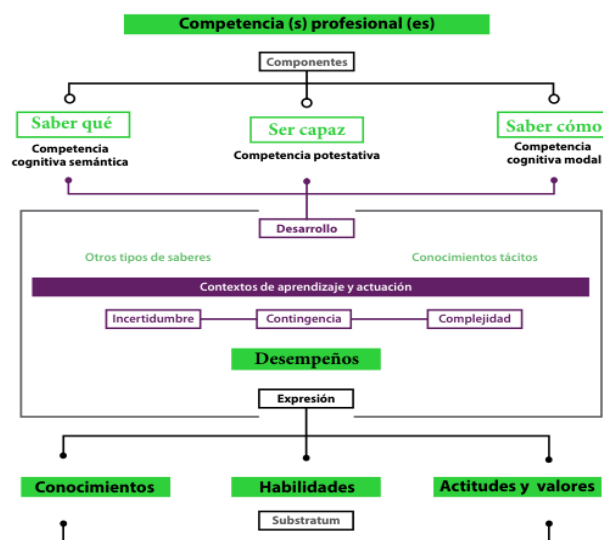 Competencia (s) profesional (es)
Componentes
Saber qué
Ser capaz
Saber cómo
Competencia
cognitiva semántica
Competencia potestativa
Competencia
cognitiva modal
Desarrollo
Otros tipos de saberes
Conocimientos tácitos
Contextos de aprendizaje y actuación
Incertidumbre
Contingencia
Complejidad
Desempeños
Expresión
Conocimientos
Habilidades
Actitudes y valores
Substratum